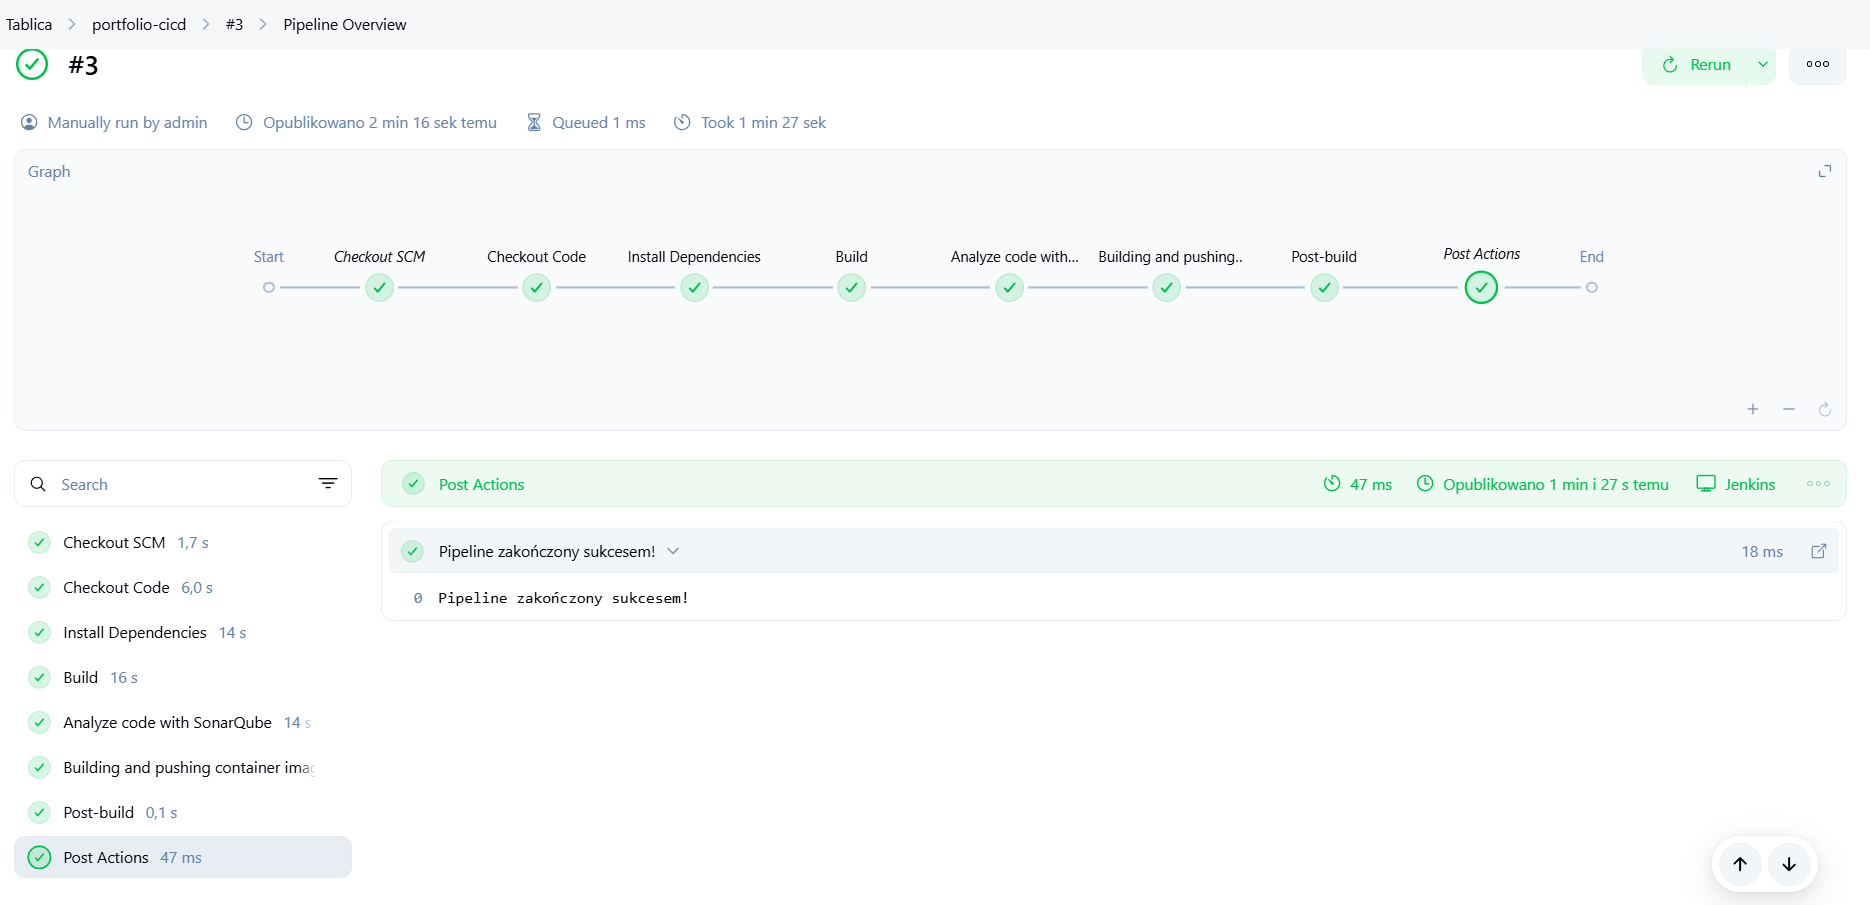 Tablica > portfolio-cicd > #3 > Pipeline Overview
#3
Rerun
Manually run by admin Opublikowano 2 min 16 sek temu Queued 1 ms Took 1 min 27 sek
Graph
Start Checkout SCM Checkout Code Install Dependencies Build Analyze code with... Building and pushing.. Post-build Post Actions End
Search
Checkout SCM 1,7 s
Checkout Code 6,0 s
Install Dependencies 14 s
Build 16 s
Analyze code with SonarQube 14 s
Building and pushing container imag
Post-build 0,1 s
Post Actions 47 ms
Post Actions 47 ms Opublikowano 1 min i 27 s temu Jenkins
Pipeline zakończony sukcesem! 18 ms
0 Pipeline zakończony sukcesem!